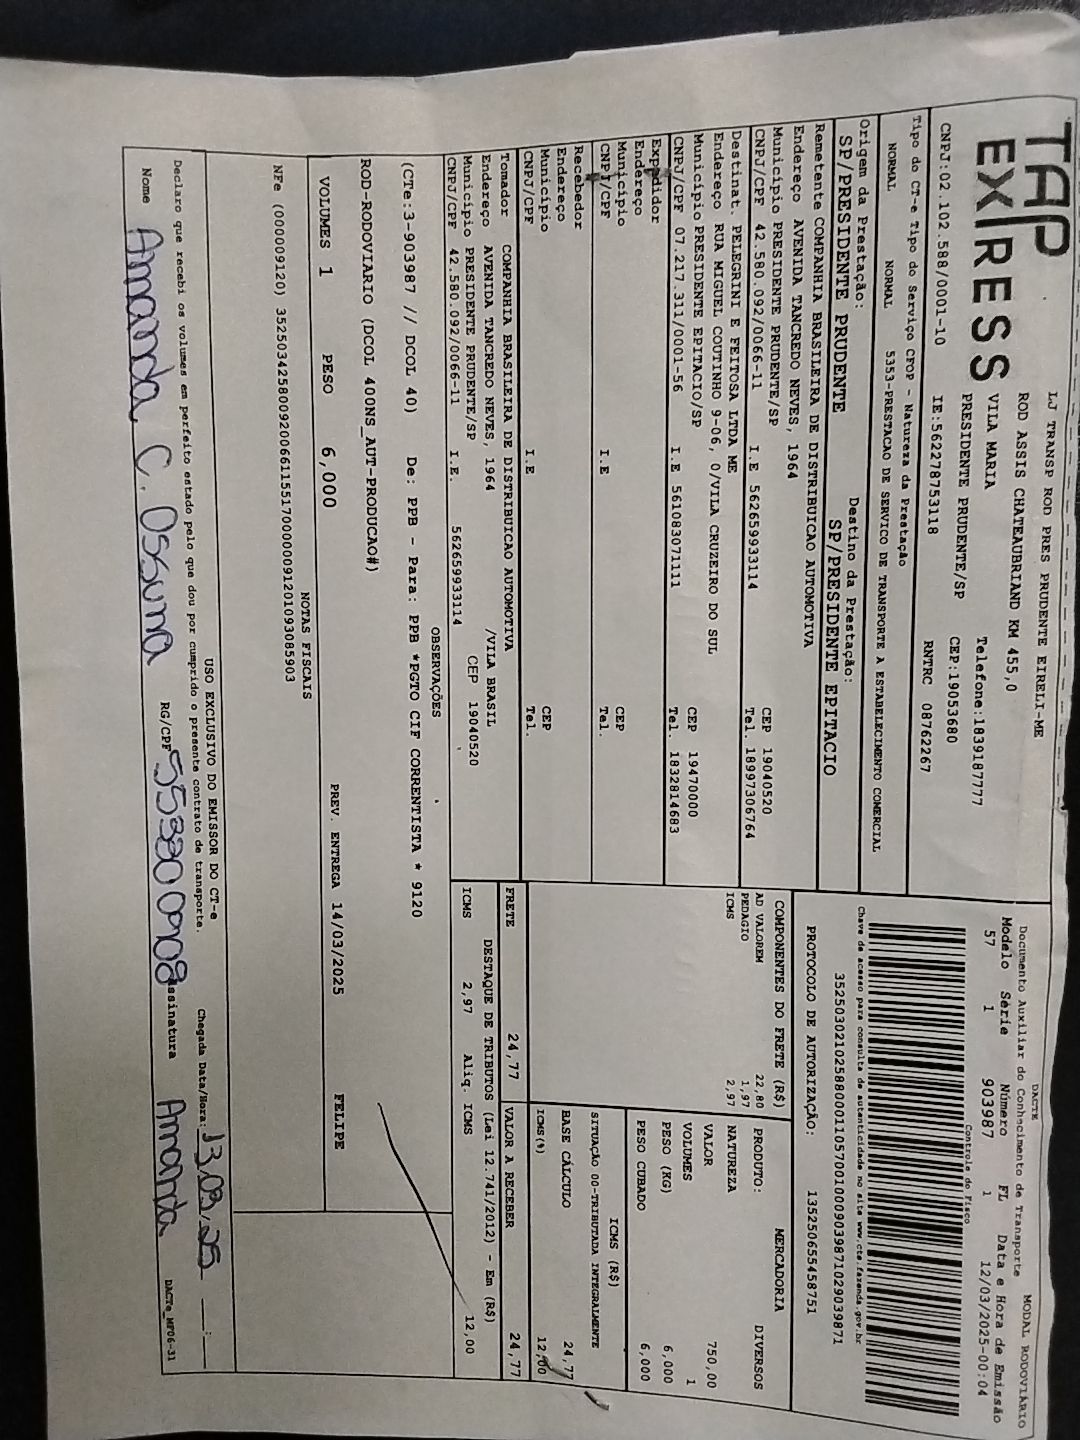 TAP
EXPRESS
LJ TRANSP ROD PRES PRUDENTE EIRELI-ME
ROD ASSIS CHATEAUBRIAND KM 455,0
VILA MARIA
PRESIDENTE PRUDENTE/SP
Telefone:1839187777
CEP:19053680
CNPJ:02.102.588/0001-10 IE:562278753118 RNTRC 08762267
DACTE MODAL RODOVIÁRIO
Documento Auxiliar do Conhecimento de Transporte
Modelo Série Número FL Data e Hora de Emissão
57 1 903987 1 12/03/2025-00:04
Controle do Fisco
Tipo do CT-e Tipo do Serviço CFOP - Natureza da Prestação
NORMAL NORMAL 5353-PRESTACAO DE SERVICO DE TRANSPORTE A ESTABELECIMENTO COMERCIAL
Chave de acesso para consulta de autenticidade no site www.cte.fazenda.gov.br
Origem da Prestação: Destino da Prestação:
SP/PRESIDENTE PRUDENTE SP/PRESIDENTE EPITACIO
PROTOCOLO DE AUTORIZAÇÃO: 135250655458751
Remetente COMPANHIA BRASILEIRA DE DISTRIBUICAO AUTOMOTIVA
Endereço AVENIDA TANCREDO NEVES, 1964
Município PRESIDENTE PRUDENTE/SP CEP 19040520
CNPJ/CPF 42.580.092/0066-11 I.E 562659933114 Tel. 18997306764
Destinat. PELEGRINI E FEITOSA LTDA ME
Endereço RUA MIGUEL COUTINHO 9-06, 0/VILA CRUZEIRO DO SUL
Município PRESIDENTE EPITACIO/SP CEP 19470000
CNPJ/CPF 07.217.311/0001-56 I.E 561083071111 Tel. 1832814683
Expedidor
Endereço
Município CEP
CNPJ/CPF I.E Tel.
Recebedor
Endereço
Município CEP
CNPJ/CPF I.E Tel.
Tomador COMPANHIA BRASILEIRA DE DISTRIBUICAO AUTOMOTIVA
Endereço AVENIDA TANCREDO NEVES, 1964 /VILA BRASIL
Município PRESIDENTE PRUDENTE/SP CEP 19040520
CNPJ/CPF 42.580.092/0066-11 I.E. 562659933114
COMPONENTES DO FRETE (R$)
AD VALOREM 22,80
PEDAGIO 1,97
ICMS 2,97
PRODUTO: MERCADORIA DIVERSOS
NATUREZA
VALOR 750,00
VOLUMES 1
PESO (KG) 6,000
PESO CUBADO 6,000
ICMS (R$)
SITUAÇÃO 00-TRIBUTADA INTEGRALMENTE
BASE CÁLCULO 24,77
ICMS(%) 12,00
FRETE 24,77 VALOR A RECEBER 24,77
DESTAQUE DE TRIBUTOS (Lei 12.741/2012) - Em (R$)
ICMS 2,97 Aliq. ICMS 12,00
OBSERVAÇÕES
(CTe:3-903987 // DCOL 40) De: PPB - Para: PPB *PGTO CIF CORRENTISTA * 9120
ROD-RODOVIARIO (DCOL 400NS_AUT-PRODUCAO#)
VOLUMES 1 PESO 6,000 PREV. ENTREGA 14/03/2025 FELIPE
NOTAS FISCAIS
USO EXCLUSIVO DO EMISSOR DO CT-e
Declaro que recebi os volumes em perfeito estado pelo que dou por cumprido o presente contrato de transporte. Chegada Data/Hora: 13,03,25
Nome Amanda C. Ossuna RG/CPF Assinatura Amanda DACTe_MF06-31